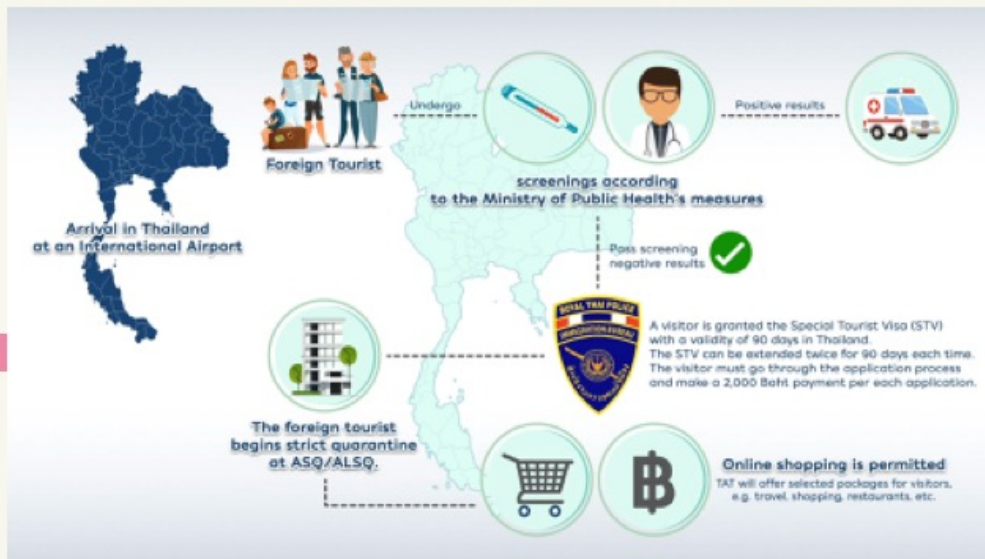 Arrival in Thailand
at an International Airport
Foreign Tourist
Undergo
screenings according
to the Ministry of Public Health's measures
Positive results
Pass screening
negative results
ROYAL THAI POLICE
IMMIGRATION BUREAU
A visitor is granted the Special Tourist Visa (STV)
with a validity of 90 days in Thailand.
The STV can be extended twice for 90 days each time.
The visitor must go through the application process
and make a 2,000 Baht payment per each application.
The foreign tourist
begins strict quarantine
at ASQ/ALSQ.
Online shopping is permitted
TAT will offer selected packages for visitors,
e.g. travel, shopping, restaurants, etc.